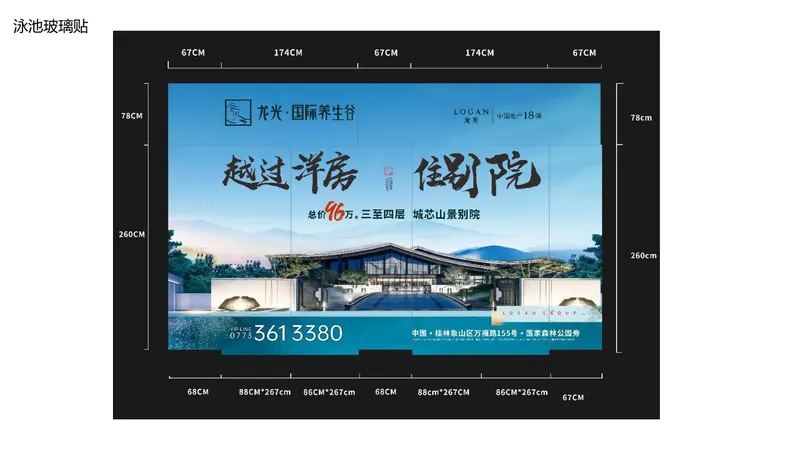 泳池玻璃贴
67CM 174CM 67CM 174CM 67CM
78CM
78cm
龙光·国际养生谷
LOGAN 龙光 中国地产18强
越过洋房 住别院
总价96万。三至四层 城芯山景别院
260CM
260cm
LOGAN GROUP
VIP LINE
0773 361 3380
中国·桂林象山区万福路155号·国家森林公园旁
68CM 88CM*267cm 86CM*267cm 68CM 88cm*267CM 86CM*267cm 67CM